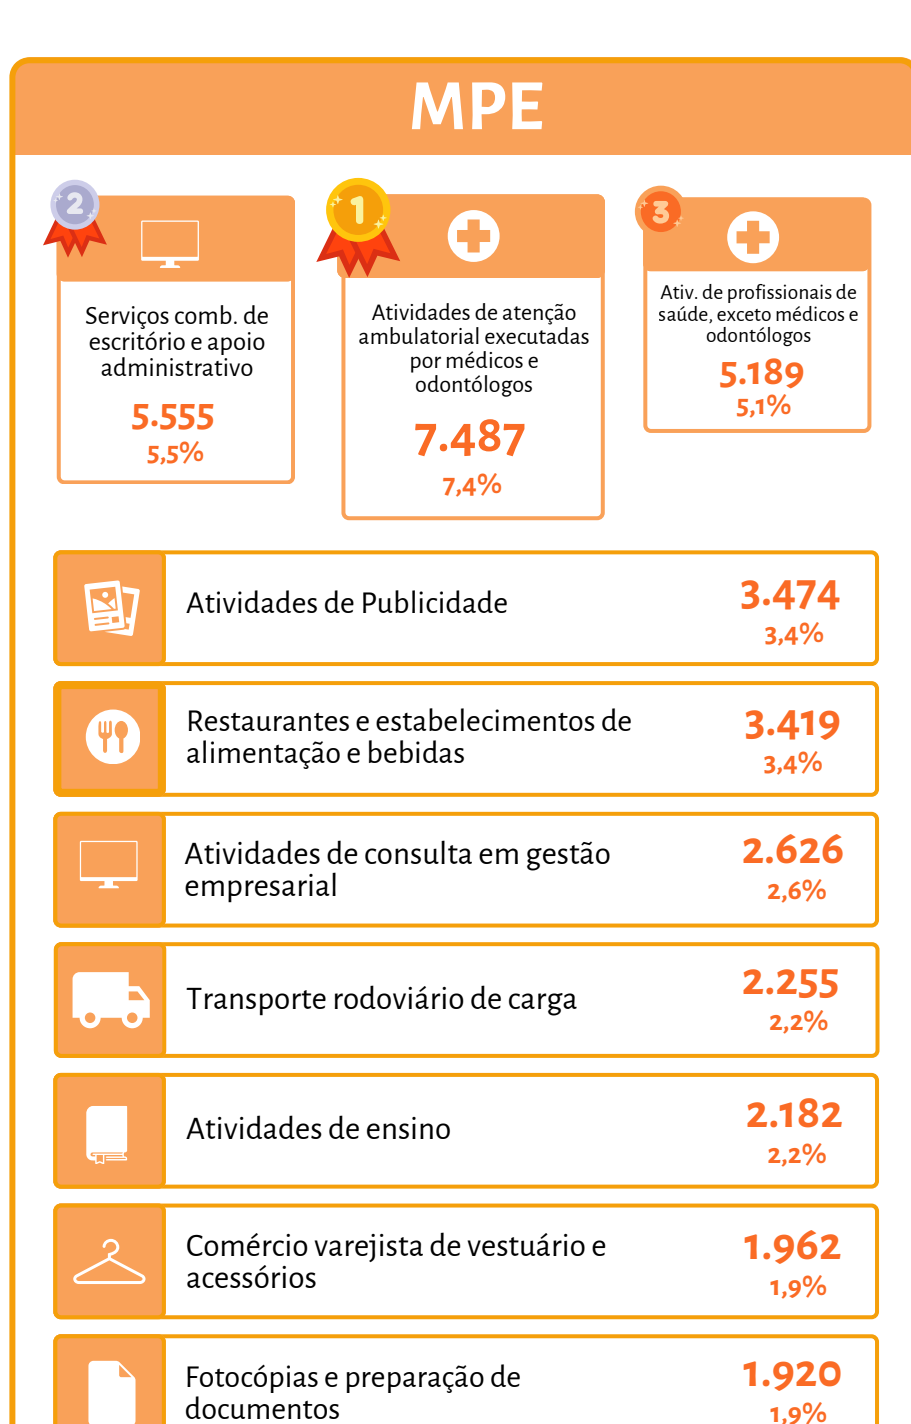 MPE
2
Serviços comb. de
escritório e apoio
administrativo
5.555
5,5%
1
Atividades de atenção
ambulatorial executadas
por médicos e
odontólogos
7.487
7,4%
3
Ativ. de profissionais de
saúde, exceto médicos e
odontólogos
5.189
5,1%
Atividades de Publicidade
3.474
3,4%
Restaurantes e estabelecimentos de
alimentação e bebidas
3.419
3,4%
Atividades de consulta em gestão
empresarial
2.626
2,6%
Transporte rodoviário de carga
2.255
2,2%
Atividades de ensino
2.182
2,2%
Comércio varejista de vestuário e
acessórios
1.962
1,9%
Fotocópias e preparação de
documentos
1.920
1,9%